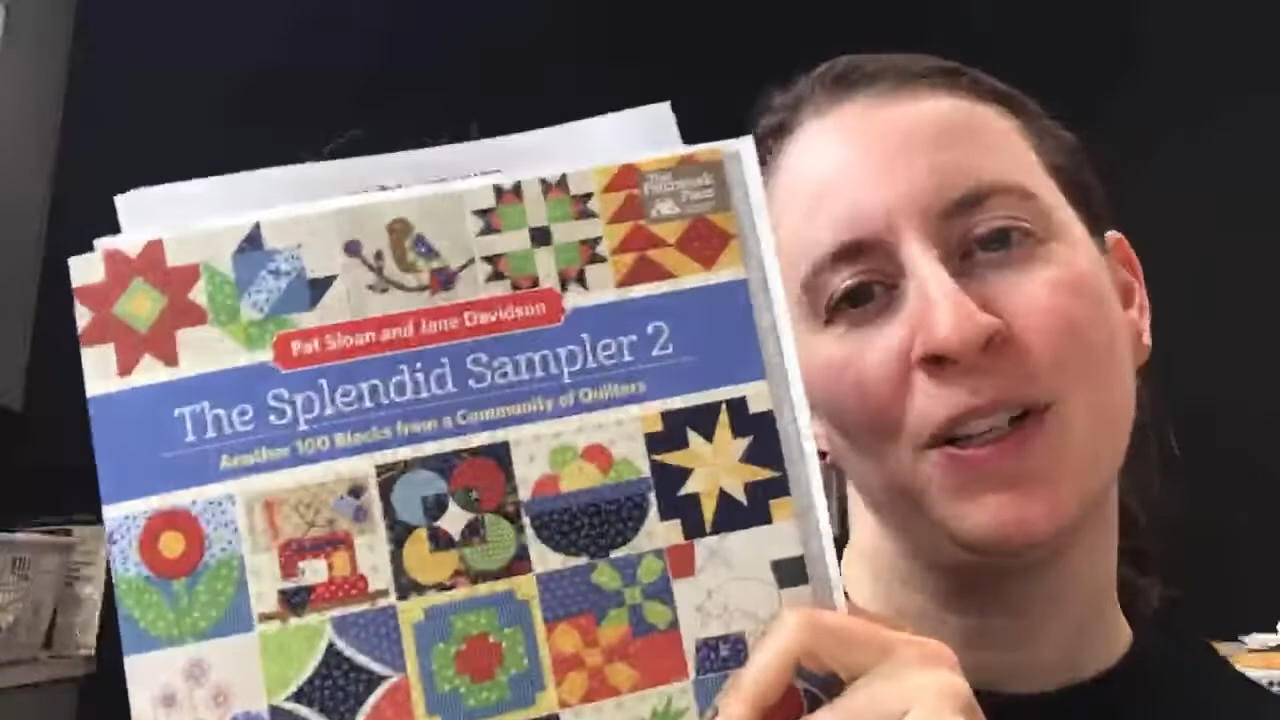 The
Patchwork
Place
Pat Sloan and Jane Davidson
The Splendid Sampler 2
Another 100 Blocks from a Community of Quilters